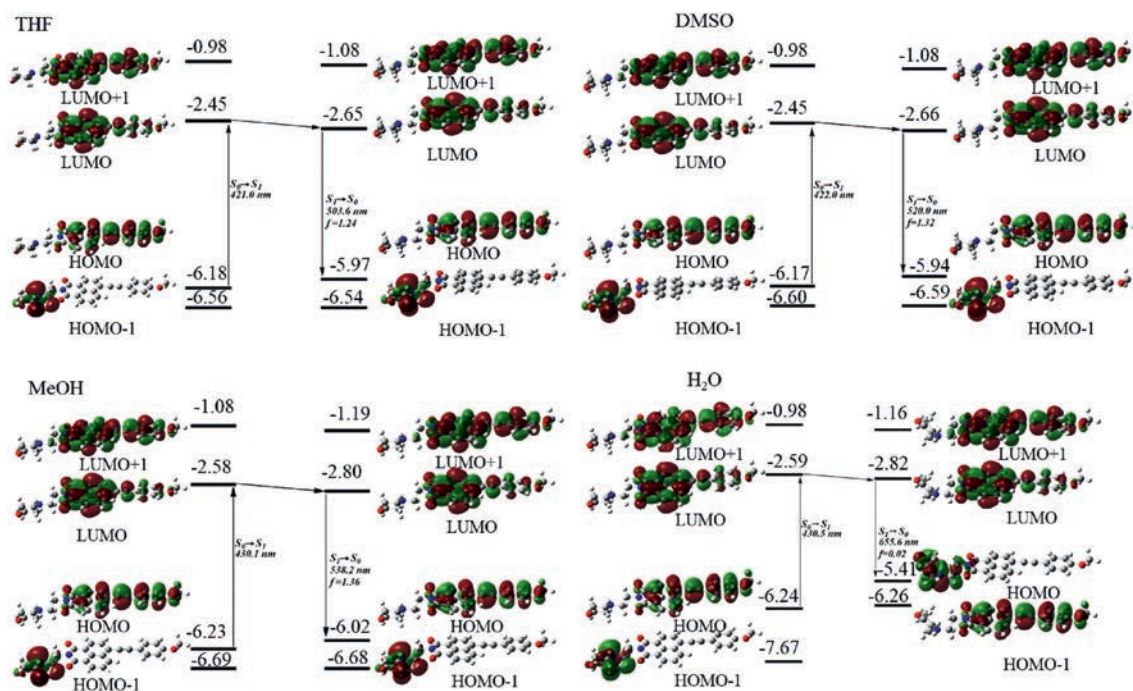 THF
-0.98
LUMO+1
-2.45
LUMO
S0→S1
421.0 nm
HOMO
-6.18
-6.56
HOMO-1
-1.08
LUMO+1
-2.65
LUMO
S1→S0
503.6 nm
f=1.24
HOMO
-5.97
-6.54
HOMO-1
DMSO
-0.98
LUMO+1
-2.45
LUMO
S0→S1
422.0 nm
HOMO
-6.17
-6.60
HOMO-1
-1.08
LUMO+1
-2.66
LUMO
S1→S0
520.0 nm
f=1.32
HOMO
-5.94
-6.59
HOMO-1
MeOH
-1.08
LUMO+1
-2.58
LUMO
S0→S1
430.1 nm
HOMO
-6.23
-6.69
HOMO-1
-1.19
LUMO+1
-2.80
LUMO
S1→S0
538.2 nm
f=1.36
HOMO
-6.02
-6.68
HOMO-1
H2O
-0.98
LUMO+1
-2.59
LUMO
S0→S1
430.5 nm
-6.24
HOMO
-7.67
HOMO-1
-1.16
LUMO+1
-2.82
LUMO
S1→S0
655.6 nm
f=0.02
-5.41
HOMO
-6.26
HOMO-1